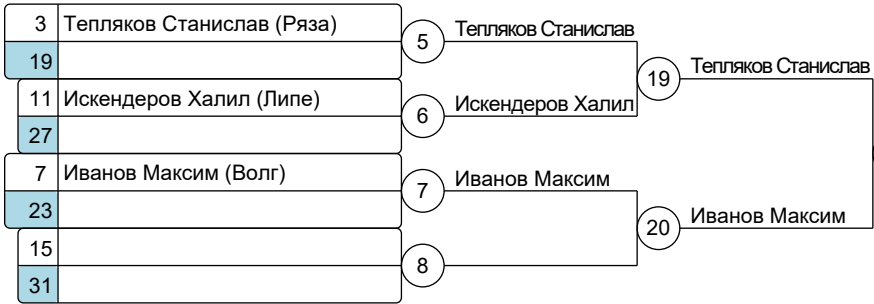 3 Тепляков Станислав (Ряза)
19
5
Тепляков Станислав
11 Искендеров Халил (Липе)
27
6
Искендеров Халил
19
Тепляков Станислав
7 Иванов Максим (Волг)
23
7
Иванов Максим
15
31
8
20
Иванов Максим